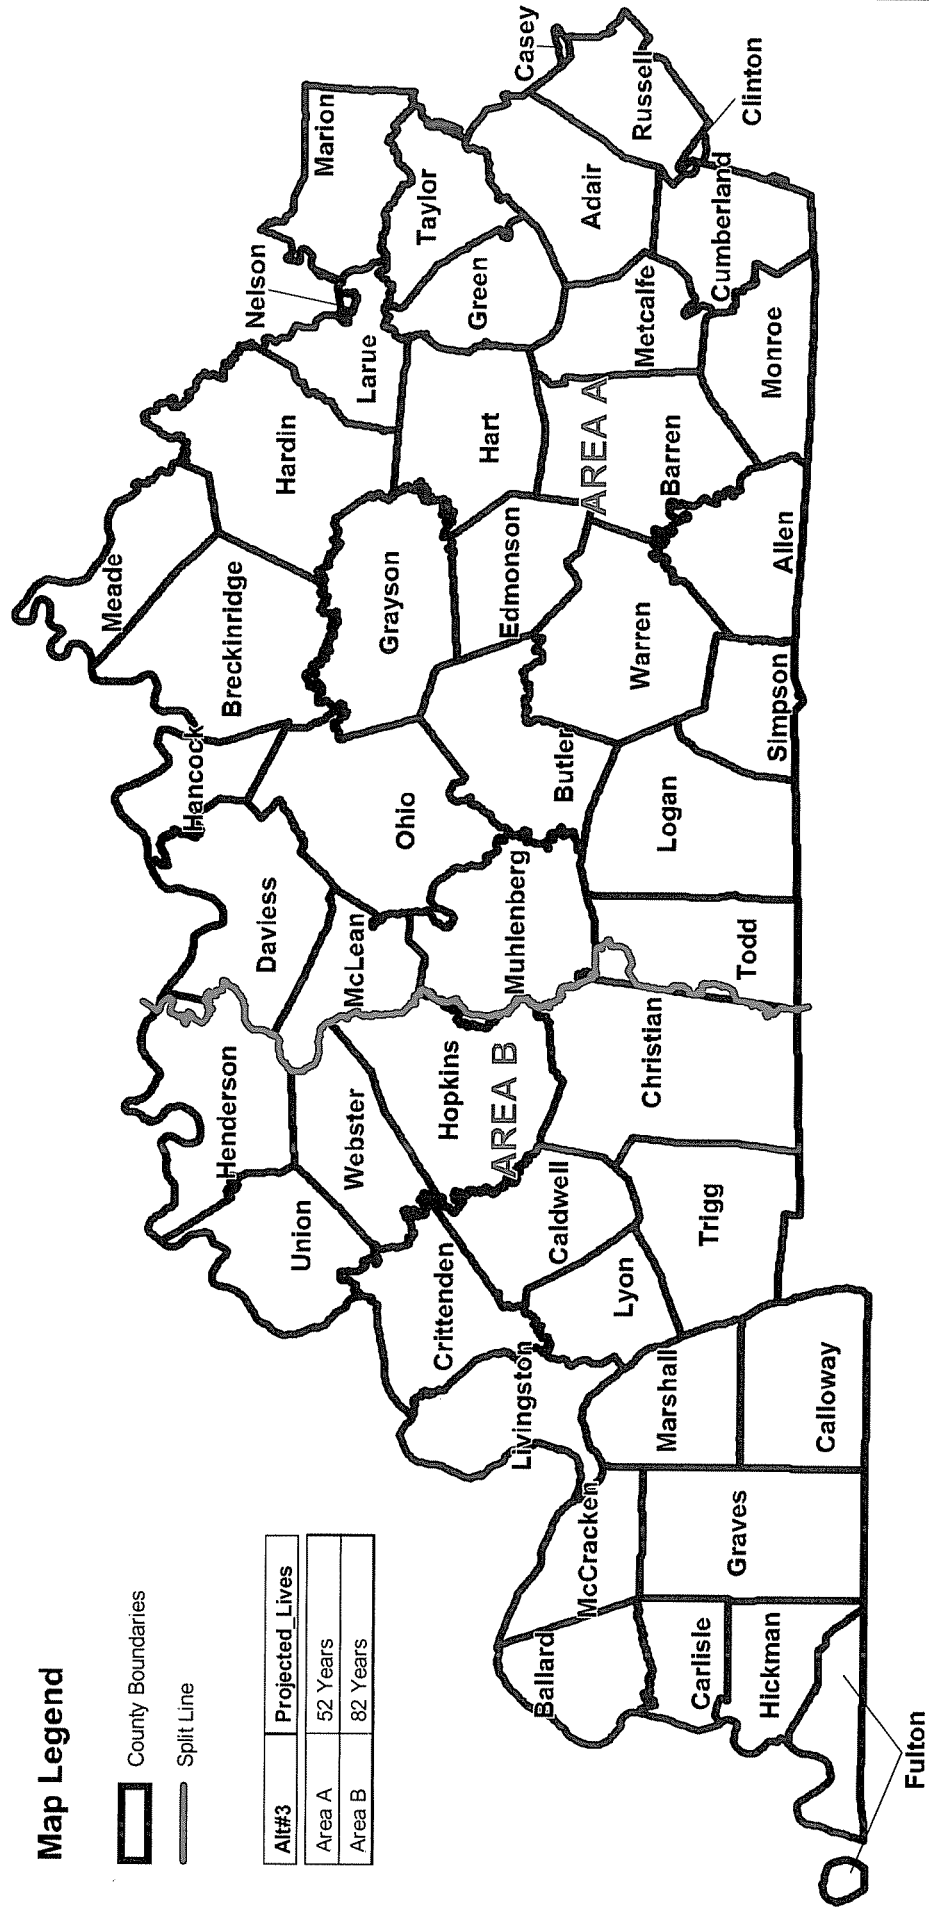 Map Legend
County Boundaries
Split Line
Alt#3 Projected_Lives
Area A 52 Years
Area B 82 Years
Meade
Breckinridge
Hancock
Hardin
Nelson
Marion
Larue
Daviess
Henderson
Union
Webster
McLean
Ohio
Grayson
Taylor
Green
Hart
Edmonson
Casey
Russell
Clinton
Adair
Cumberland
Metcalfe
Monroe
AREA A
Barren
Allen
Warren
Simpson
Butler
Logan
Muhlenberg
Todd
Hopkins
AREA B
Christian
Crittenden
Caldwell
Trigg
Lyon
Livingston
Marshall
Calloway
McCracken
Graves
Ballard
Carlisle
Hickman
Fulton